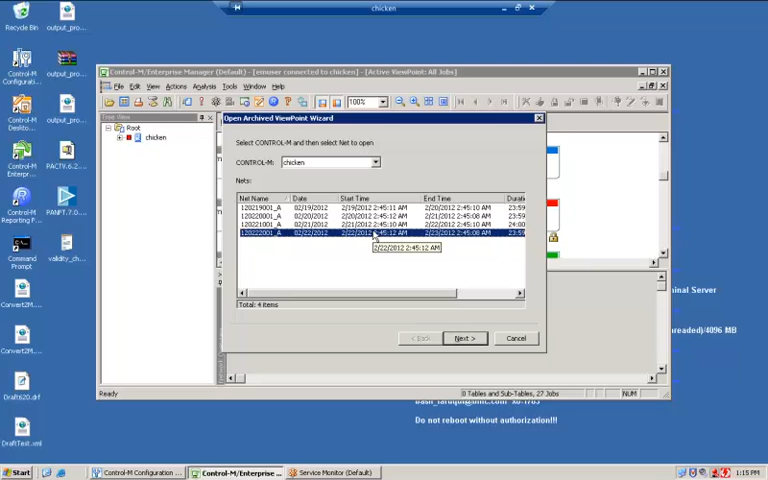 chicken
Recycle Bin
output_pro...
Control-M
Configurati...
output_pro...
Control-M
Deskto...
output_pro...
Control-M
Enterpr...
PACTV.6.2...
Control-M
Reporting F...
PANFT.7.0...
Command
Prompt
validity_ch...
Convert2M...
Convert2M...
Draft620.drf
DraftTest.xml
Control-M/Enterprise Manager (Default) - [emuser connected to chicken] - [Active ViewPoint: All Jobs]
File Edit View Actions Analysis Tools Window Help
100%
Tree View
Root
chicken
Open Archived ViewPoint Wizard
Select CONTROL-M and then select Net to open
CONTROL-M: chicken
Nets:
Net Name Date Start Time End Time Duratio
120219001_A 02/19/2012 2/19/2012 2:45:11 AM 2/20/2012 2:45:10 AM 23:59
120220001_A 02/20/2012 2/20/2012 2:45:12 AM 2/21/2012 2:45:08 AM 23:59
120221001_A 02/21/2012 2/21/2012 2:45:10 AM 2/22/2012 2:45:10 AM 24:00
120222001_A 02/22/2012 2/22/2012 2:45:12 AM 2/23/2012 2:45:08 AM 23:59
2/22/2012 2:45:12 AM
Total: 4 items
< Back Next > Cancel
minal Server
readed)/4096 MB
Ready
0 Tables and Sub-Tables, 27 Jobs NUM
Do not reboot without authorization!!!
Start
Control-M Configuration ...
Control-M/Enterprise ...
Service Monitor (Default)
1:15 PM